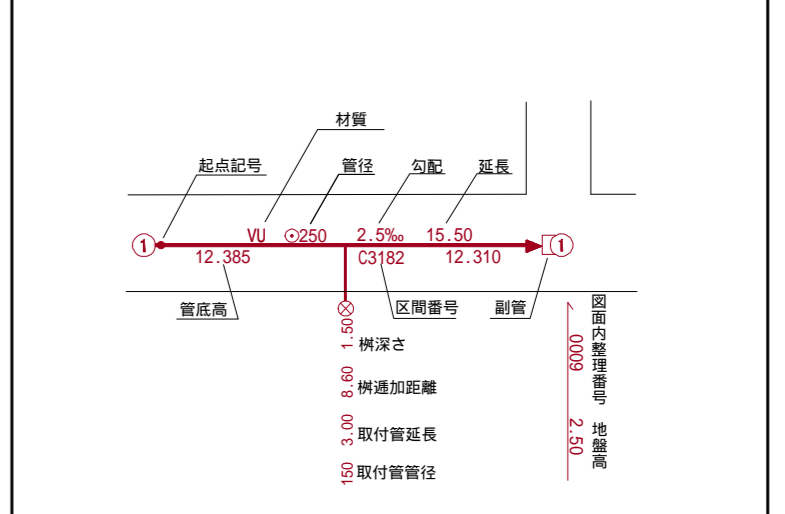 材質
起点記号
管径
勾配
延長
1
VU
⊙250
2.5‰
15.50
1
12.385
C3182
12.310
管底高
区間番号
副管
1.50
桝深さ
8.60
桝逓加距離
3.00
取付管延長
150
取付管管径
0009
図面内整理番号
2.50
地盤高